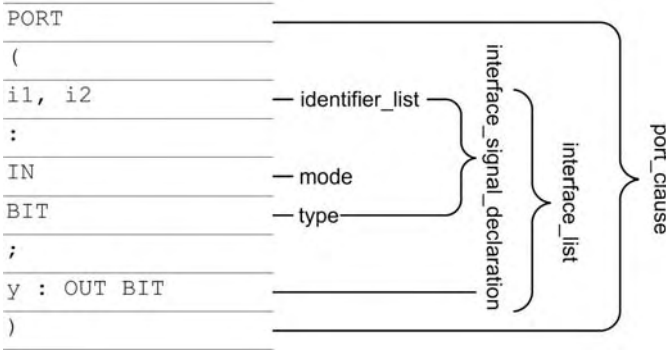 PORT
(
i1, i2
identifier_list
:
IN
mode
BIT
type
;
y : OUT BIT
)
interface_signal_declaration
interface_list
port_clause